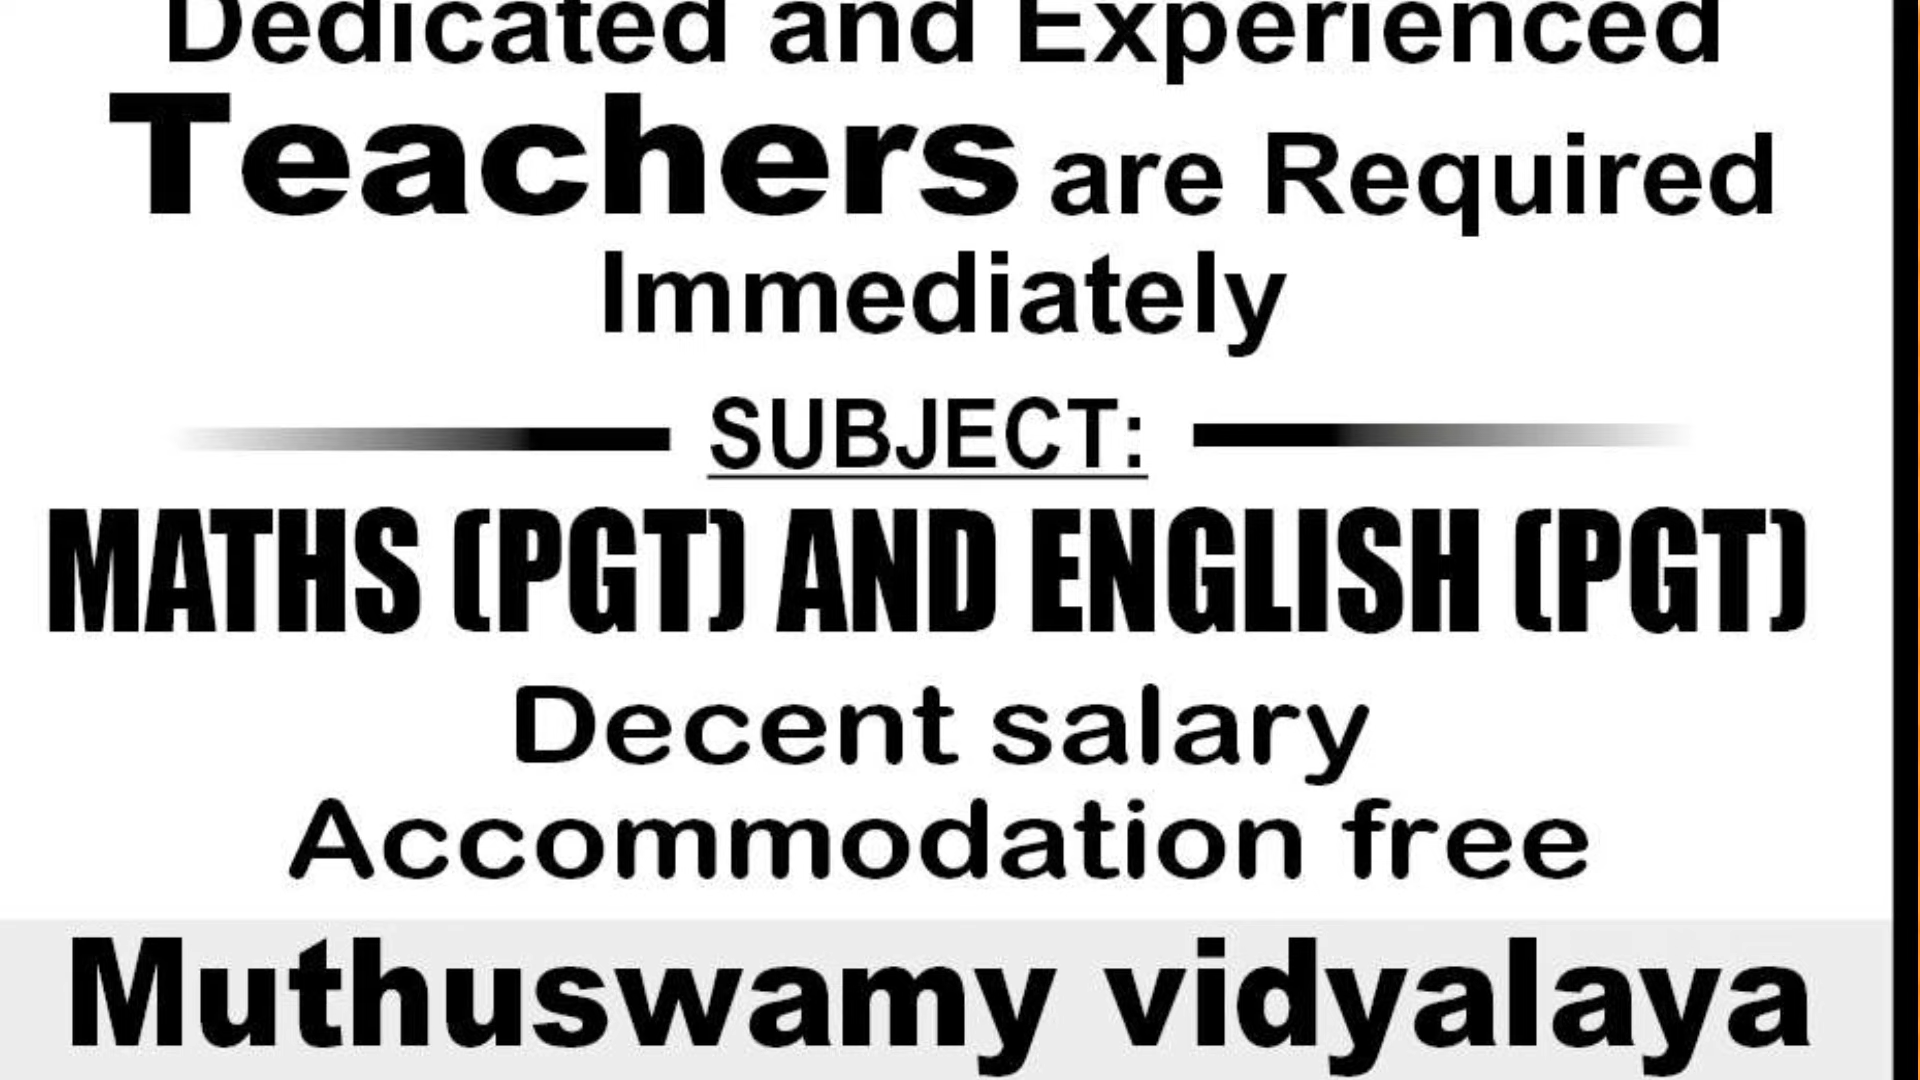 Dedicated and Experienced
Teachers are Required
Immediately
SUBJECT:
MATHS (PGT) AND ENGLISH (PGT)
Decent salary
Accommodation free
Muthuswamy vidyalaya